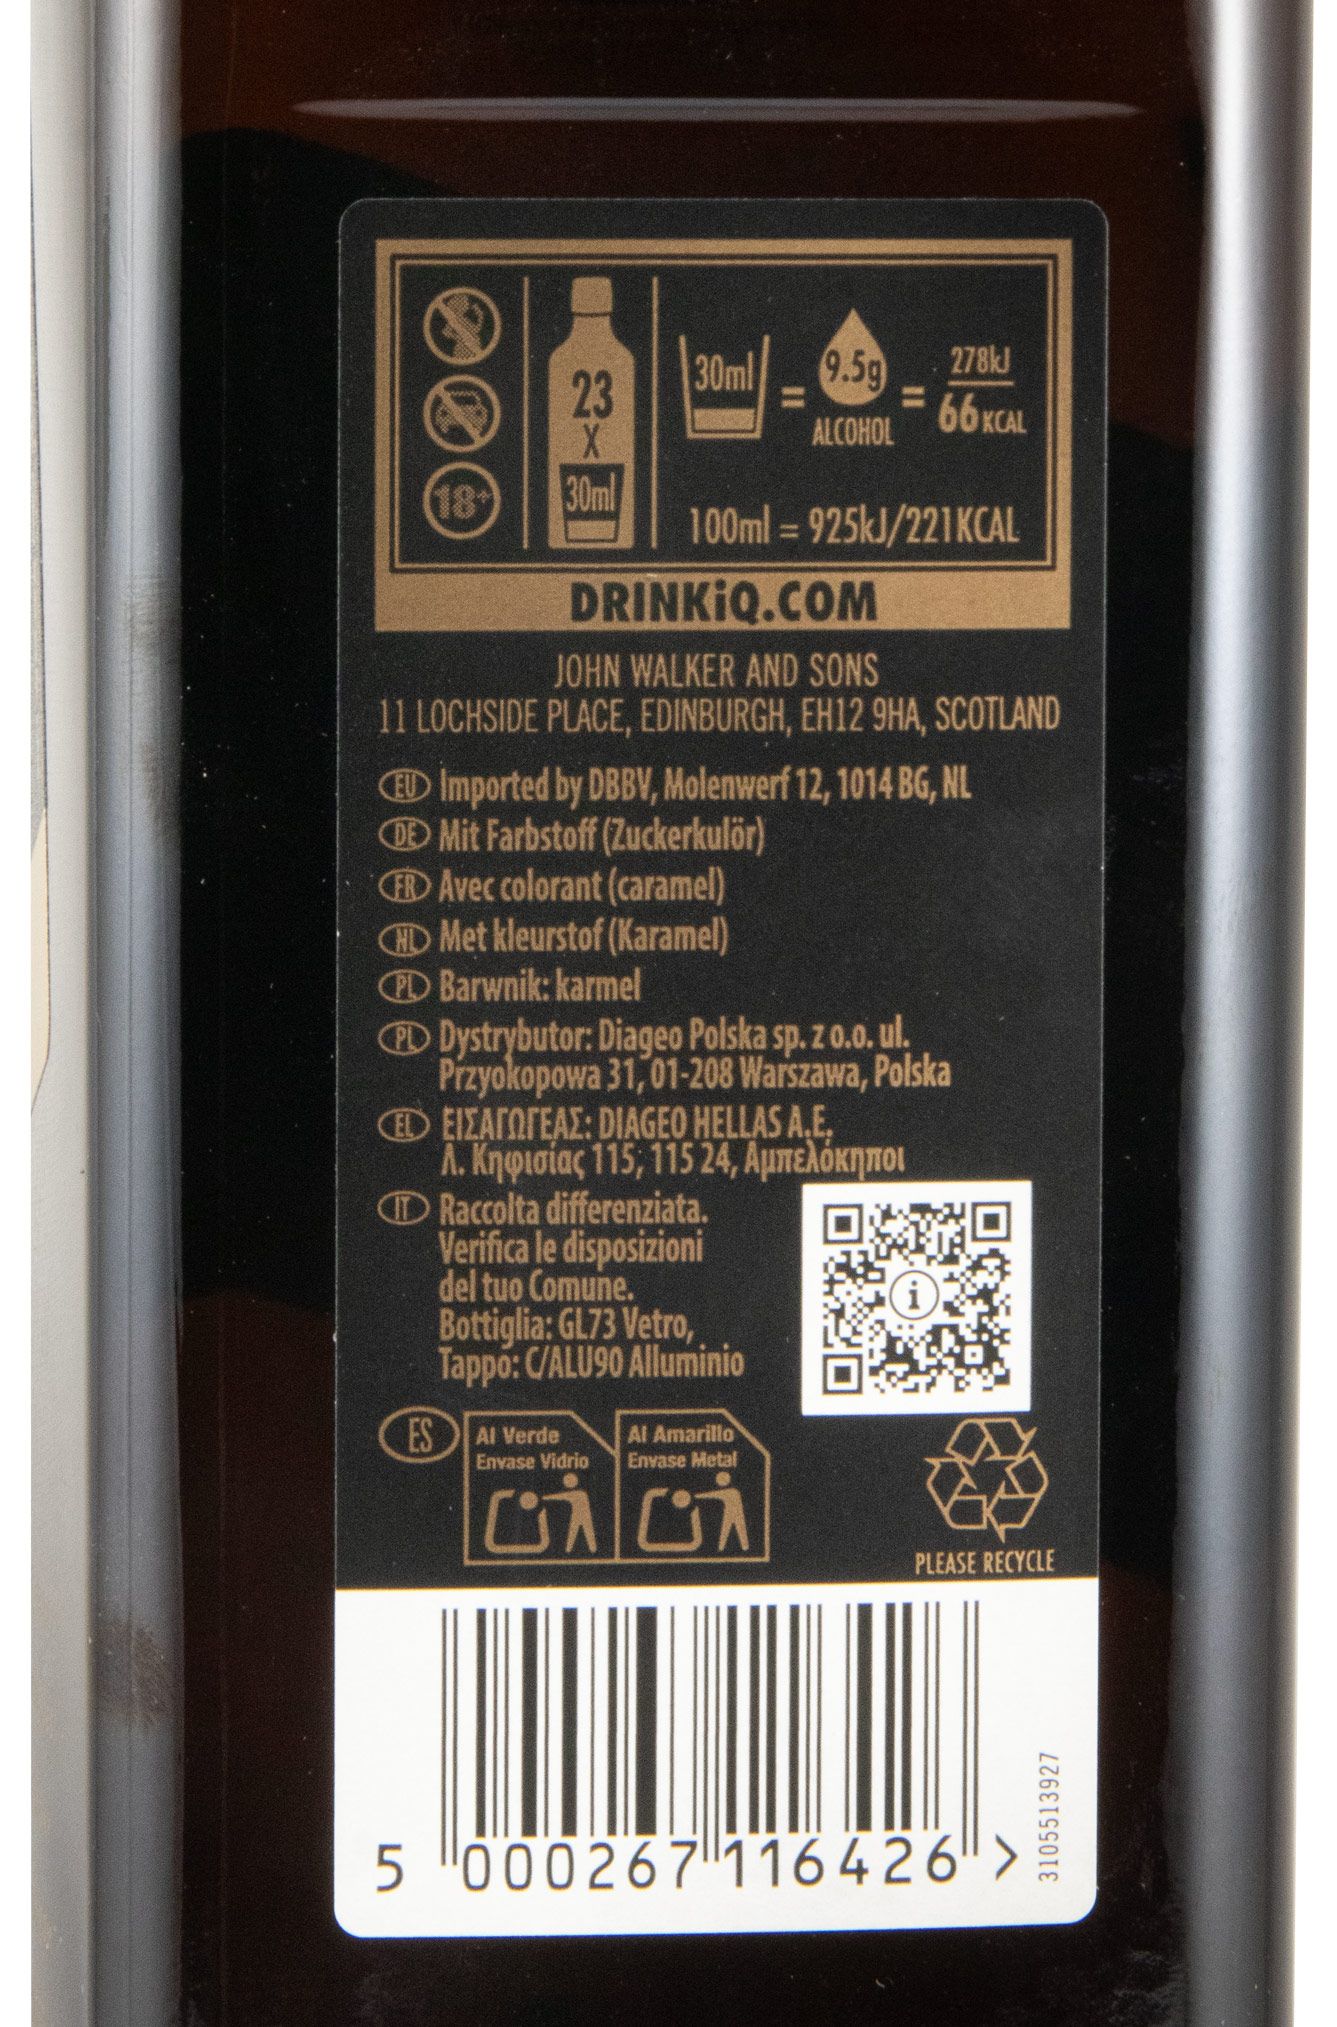 18+
23
X
30ml
30ml = 9.5g = 278kJ
66 KCAL
ALCOHOL
100ml = 925kJ/221KCAL
DRINKiQ.COM
JOHN WALKER AND SONS
11 LOCHSIDE PLACE, EDINBURGH, EH12 9HA, SCOTLAND
EU Imported by DBBV, Molenwerf 12, 1014 BG, NL
DE Mit Farbstoff (Zuckerkulör)
FR Avec colorant (caramel)
NL Met kleurstof (Karamel)
PL Barwnik: karmel
PL Dystrybutor: Diageo Polska sp. z o.o. ul.
Przyokopowa 31, 01-208 Warszawa, Polska
EL ΕΙΣΑΓΩΓΕΑΣ: DIAGEO HELLAS A.E.
Λ. Κηφισίας 115, 115 24, Αμπελόκηποι
IT Raccolta differenziata.
Verifica le disposizioni
del tuo Comune.
Bottiglia: GL73 Vetro,
Tappo: C/ALU90 Alluminio
i
ES Al Verde
Envase Vidrio
Al Amarillo
Envase Metal
PLEASE RECYCLE
5 000267 116426 >
3105513927